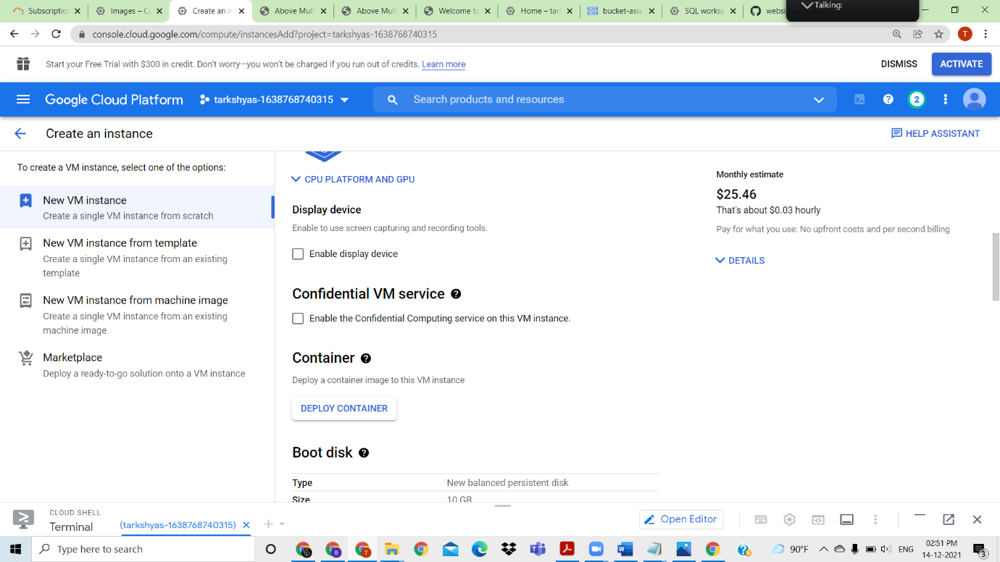 Subscription
Images – C
Create an in
Above Mult
Above Mult
Welcome to
Home – tar
bucket-asia
SQL worksp
websi
Talking:
console.cloud.google.com/compute/instancesAdd?project=tarkshyas-1638768740315
T
Start your Free Trial with $300 in credit. Don't worry—you won't be charged if you run out of credits. Learn more
DISMISS
ACTIVATE
Google Cloud Platform
tarkshyas-1638768740315
Search products and resources
2
Create an instance
HELP ASSISTANT
To create a VM instance, select one of the options:
New VM instance
Create a single VM instance from scratch
New VM instance from template
Create a single VM instance from an existing
template
New VM instance from machine image
Create a single VM instance from an existing
machine image
Marketplace
Deploy a ready-to-go solution onto a VM instance
CPU PLATFORM AND GPU
Display device
Enable to use screen capturing and recording tools.
Enable display device
Confidential VM service
Enable the Confidential Computing service on this VM instance.
Container
Deploy a container image to this VM instance
DEPLOY CONTAINER
Boot disk
Type New balanced persistent disk
Size 10 GB
Monthly estimate
$25.46
That's about $0.03 hourly
Pay for what you use: No upfront costs and per second billing
DETAILS
CLOUD SHELL
Terminal
(tarkshyas-1638768740315)
Open Editor
Type here to search
90°F
ENG
02:51 PM
14-12-2021
3